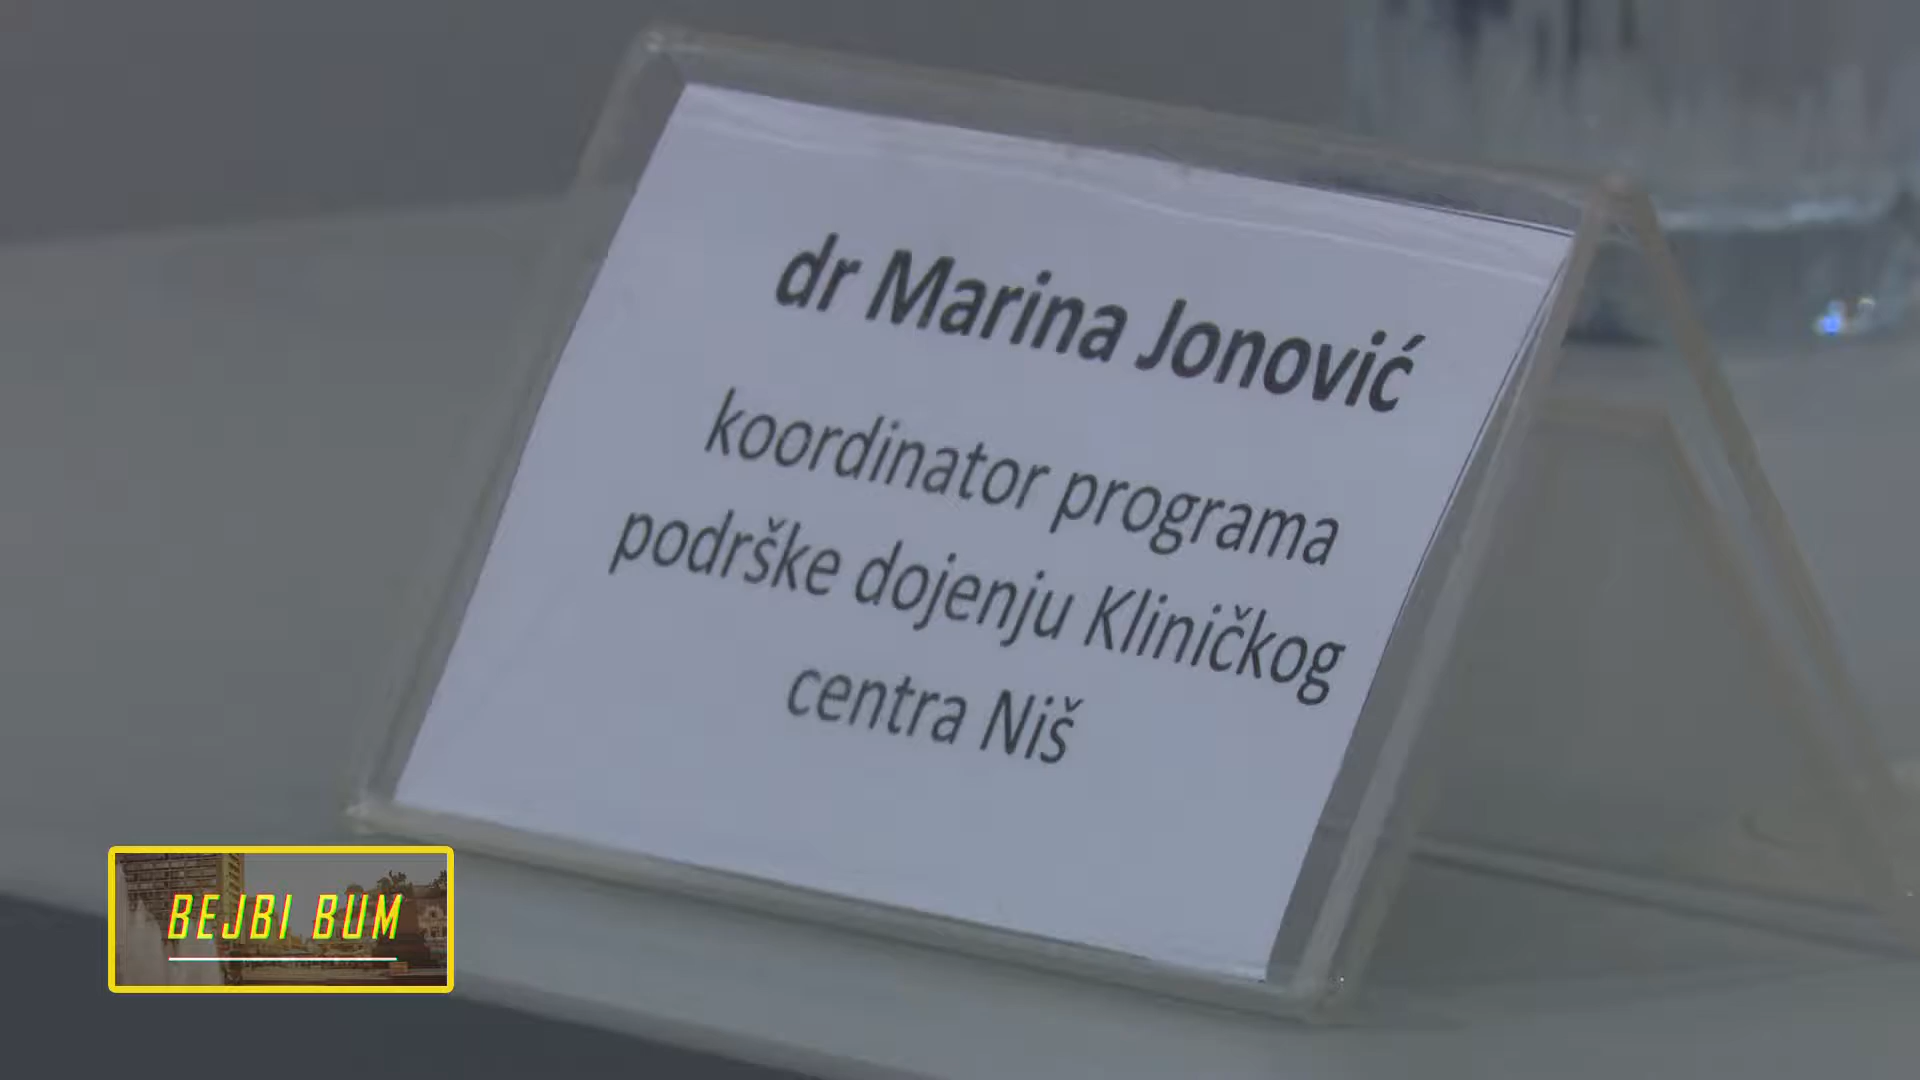 dr Marina Jonović
koordinator programa
podrške dojenju Kliničkog
centra Niš
BEJBI BUM